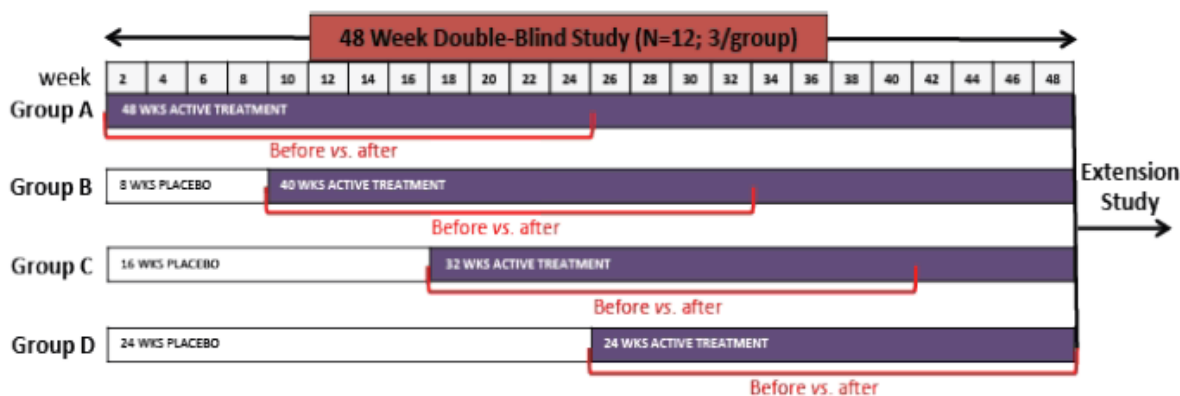 48 Week Double-Blind Study (N=12; 3/group)
week 2 4 6 8 10 12 14 16 18 20 22 24 26 28 30 32 34 36 38 40 42 44 46 48
Group A 48 WKS ACTIVE TREATMENT
Before vs. after
Group B 8 WKS PLACEBO 40 WKS ACTIVE TREATMENT
Before vs. after
Extension
Study
Group C 16 WKS PLACEBO 32 WKS ACTIVE TREATMENT
Before vs. after
Group D 24 WKS PLACEBO 24 WKS ACTIVE TREATMENT
Before vs. after